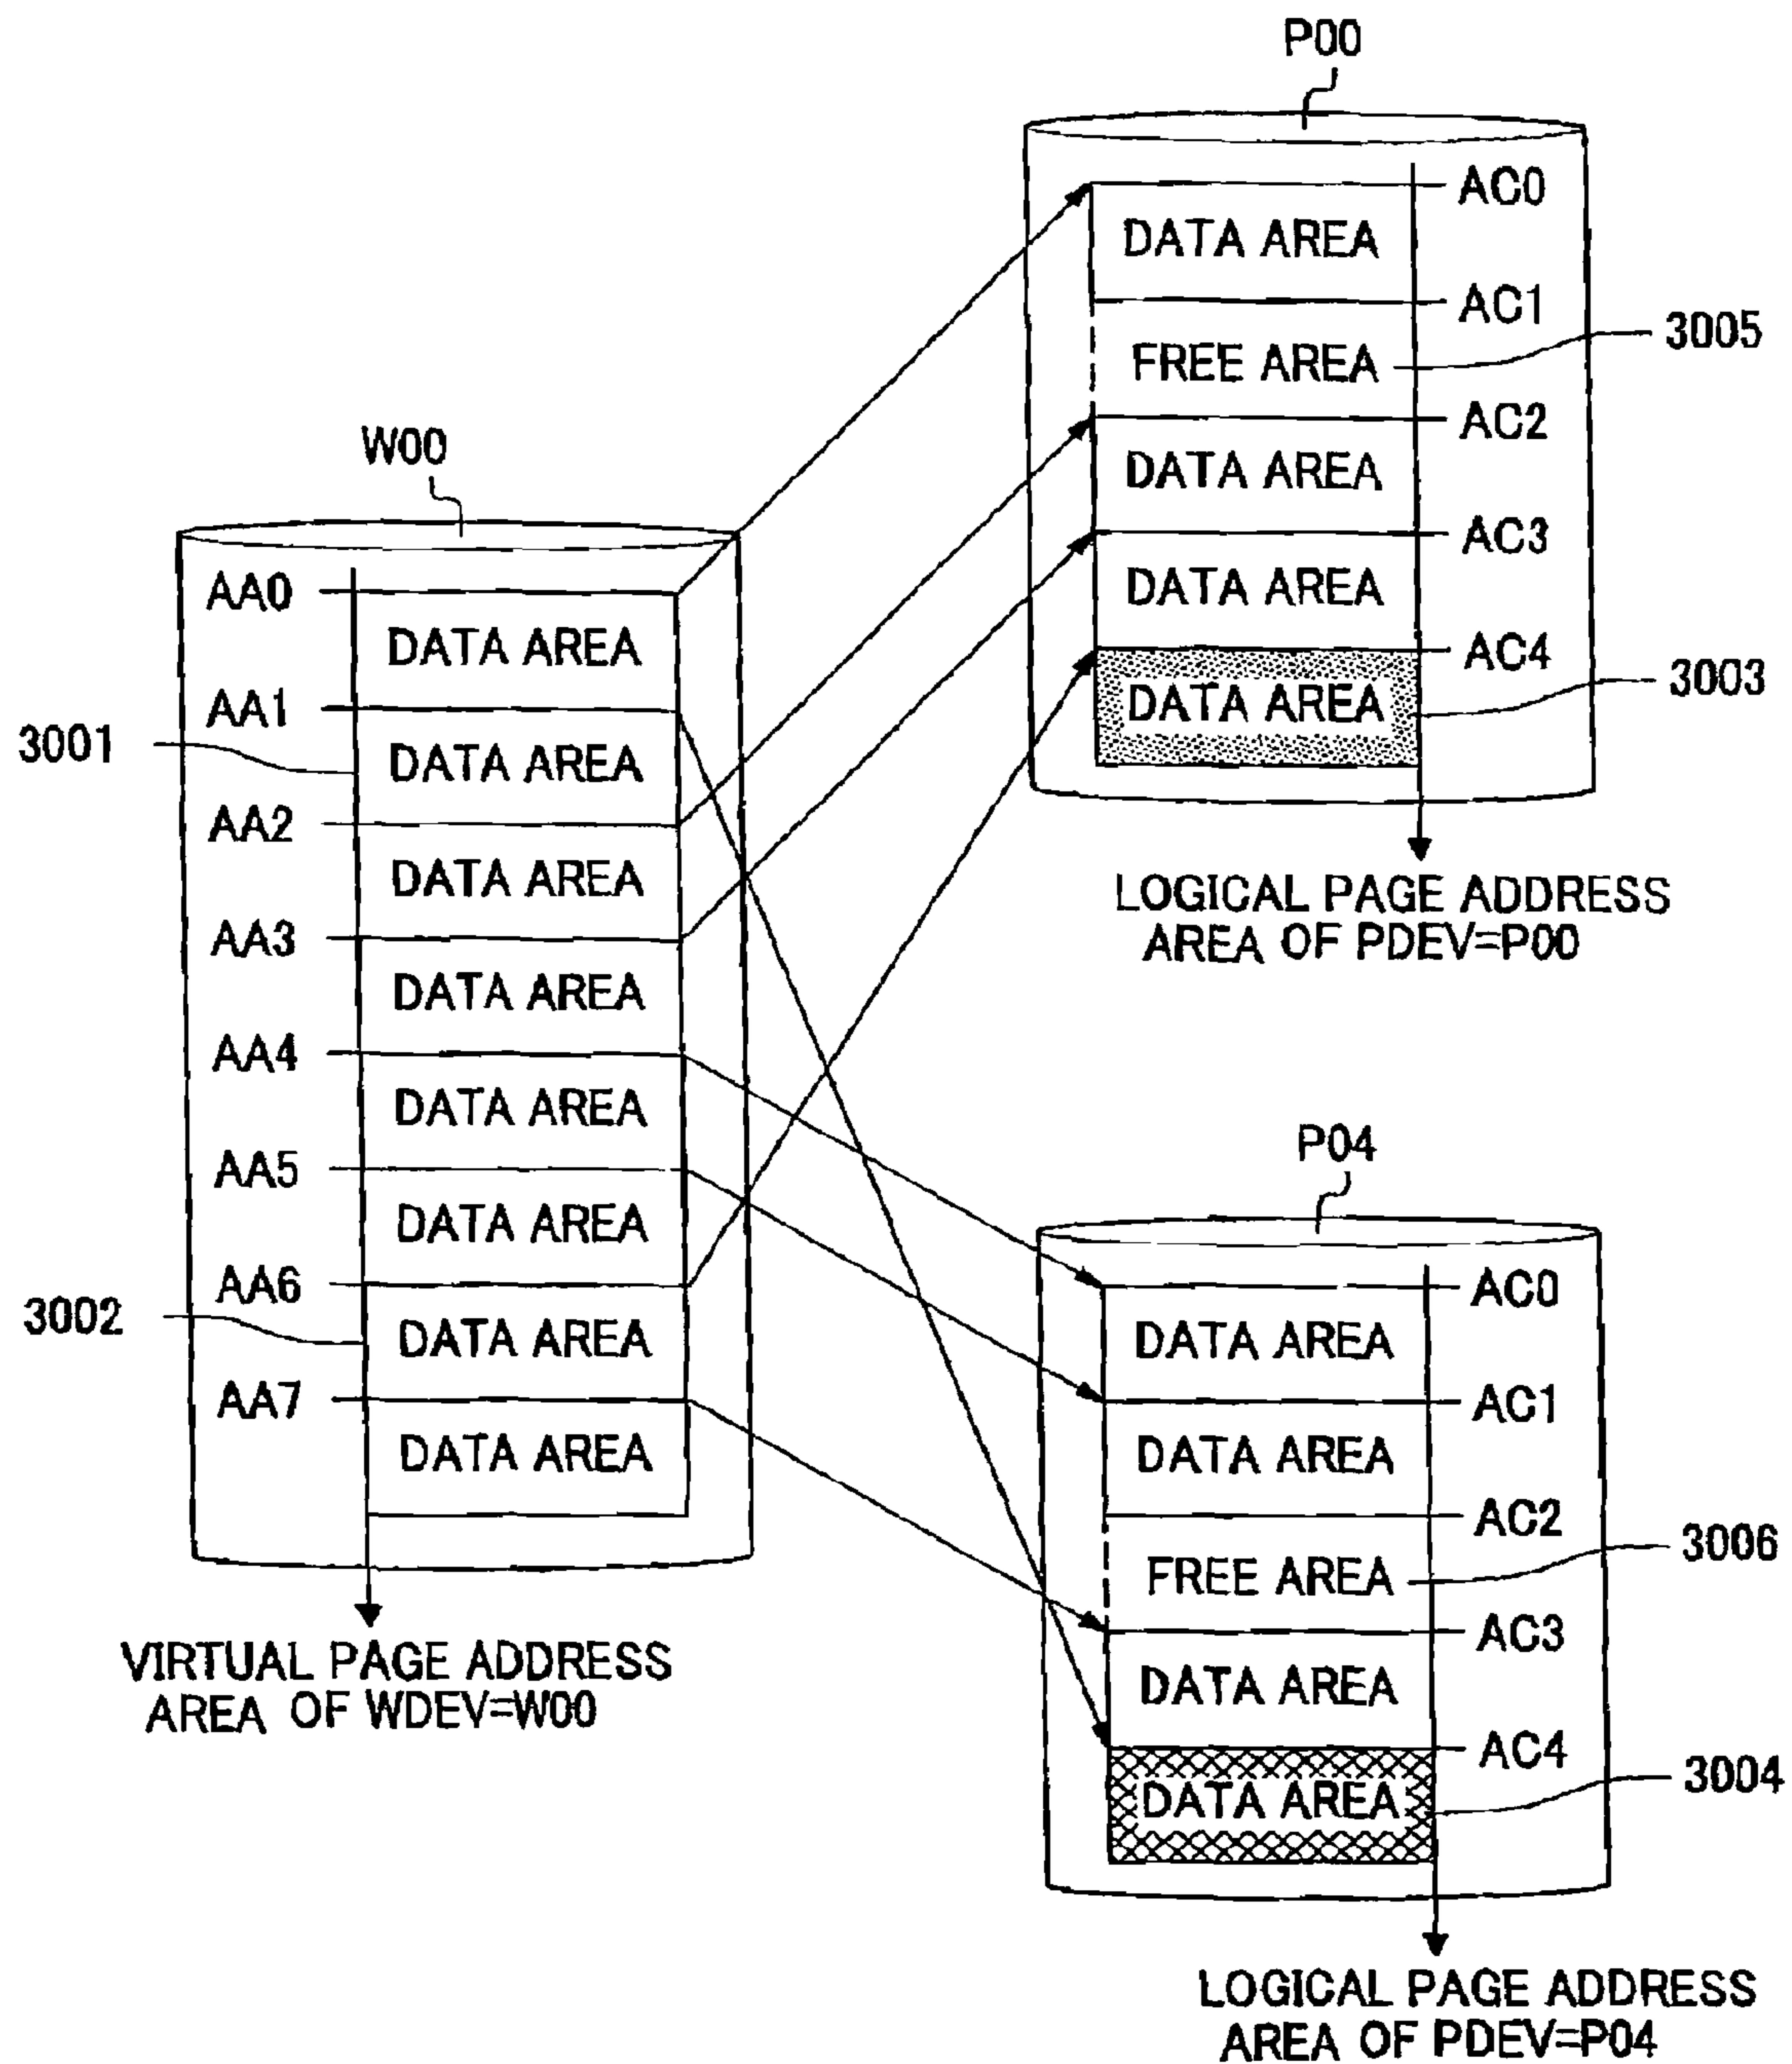 P00
AC0
DATA AREA
AC1
3005
FREE AREA
AC2
DATA AREA
AC3
DATA AREA
AC4
3003
DATA AREA
LOGICAL PAGE ADDRESS
AREA OF PDEV=P00
W00
AA0
DATA AREA
AA1
3001
DATA AREA
AA2
DATA AREA
AA3
DATA AREA
AA4
DATA AREA
AA5
DATA AREA
AA6
3002
DATA AREA
AA7
DATA AREA
VIRTUAL PAGE ADDRESS
AREA OF WDEV=W00
P04
AC0
DATA AREA
AC1
DATA AREA
AC2
3006
FREE AREA
AC3
DATA AREA
AC4
3004
DATA AREA
LOGICAL PAGE ADDRESS
AREA OF PDEV=P04